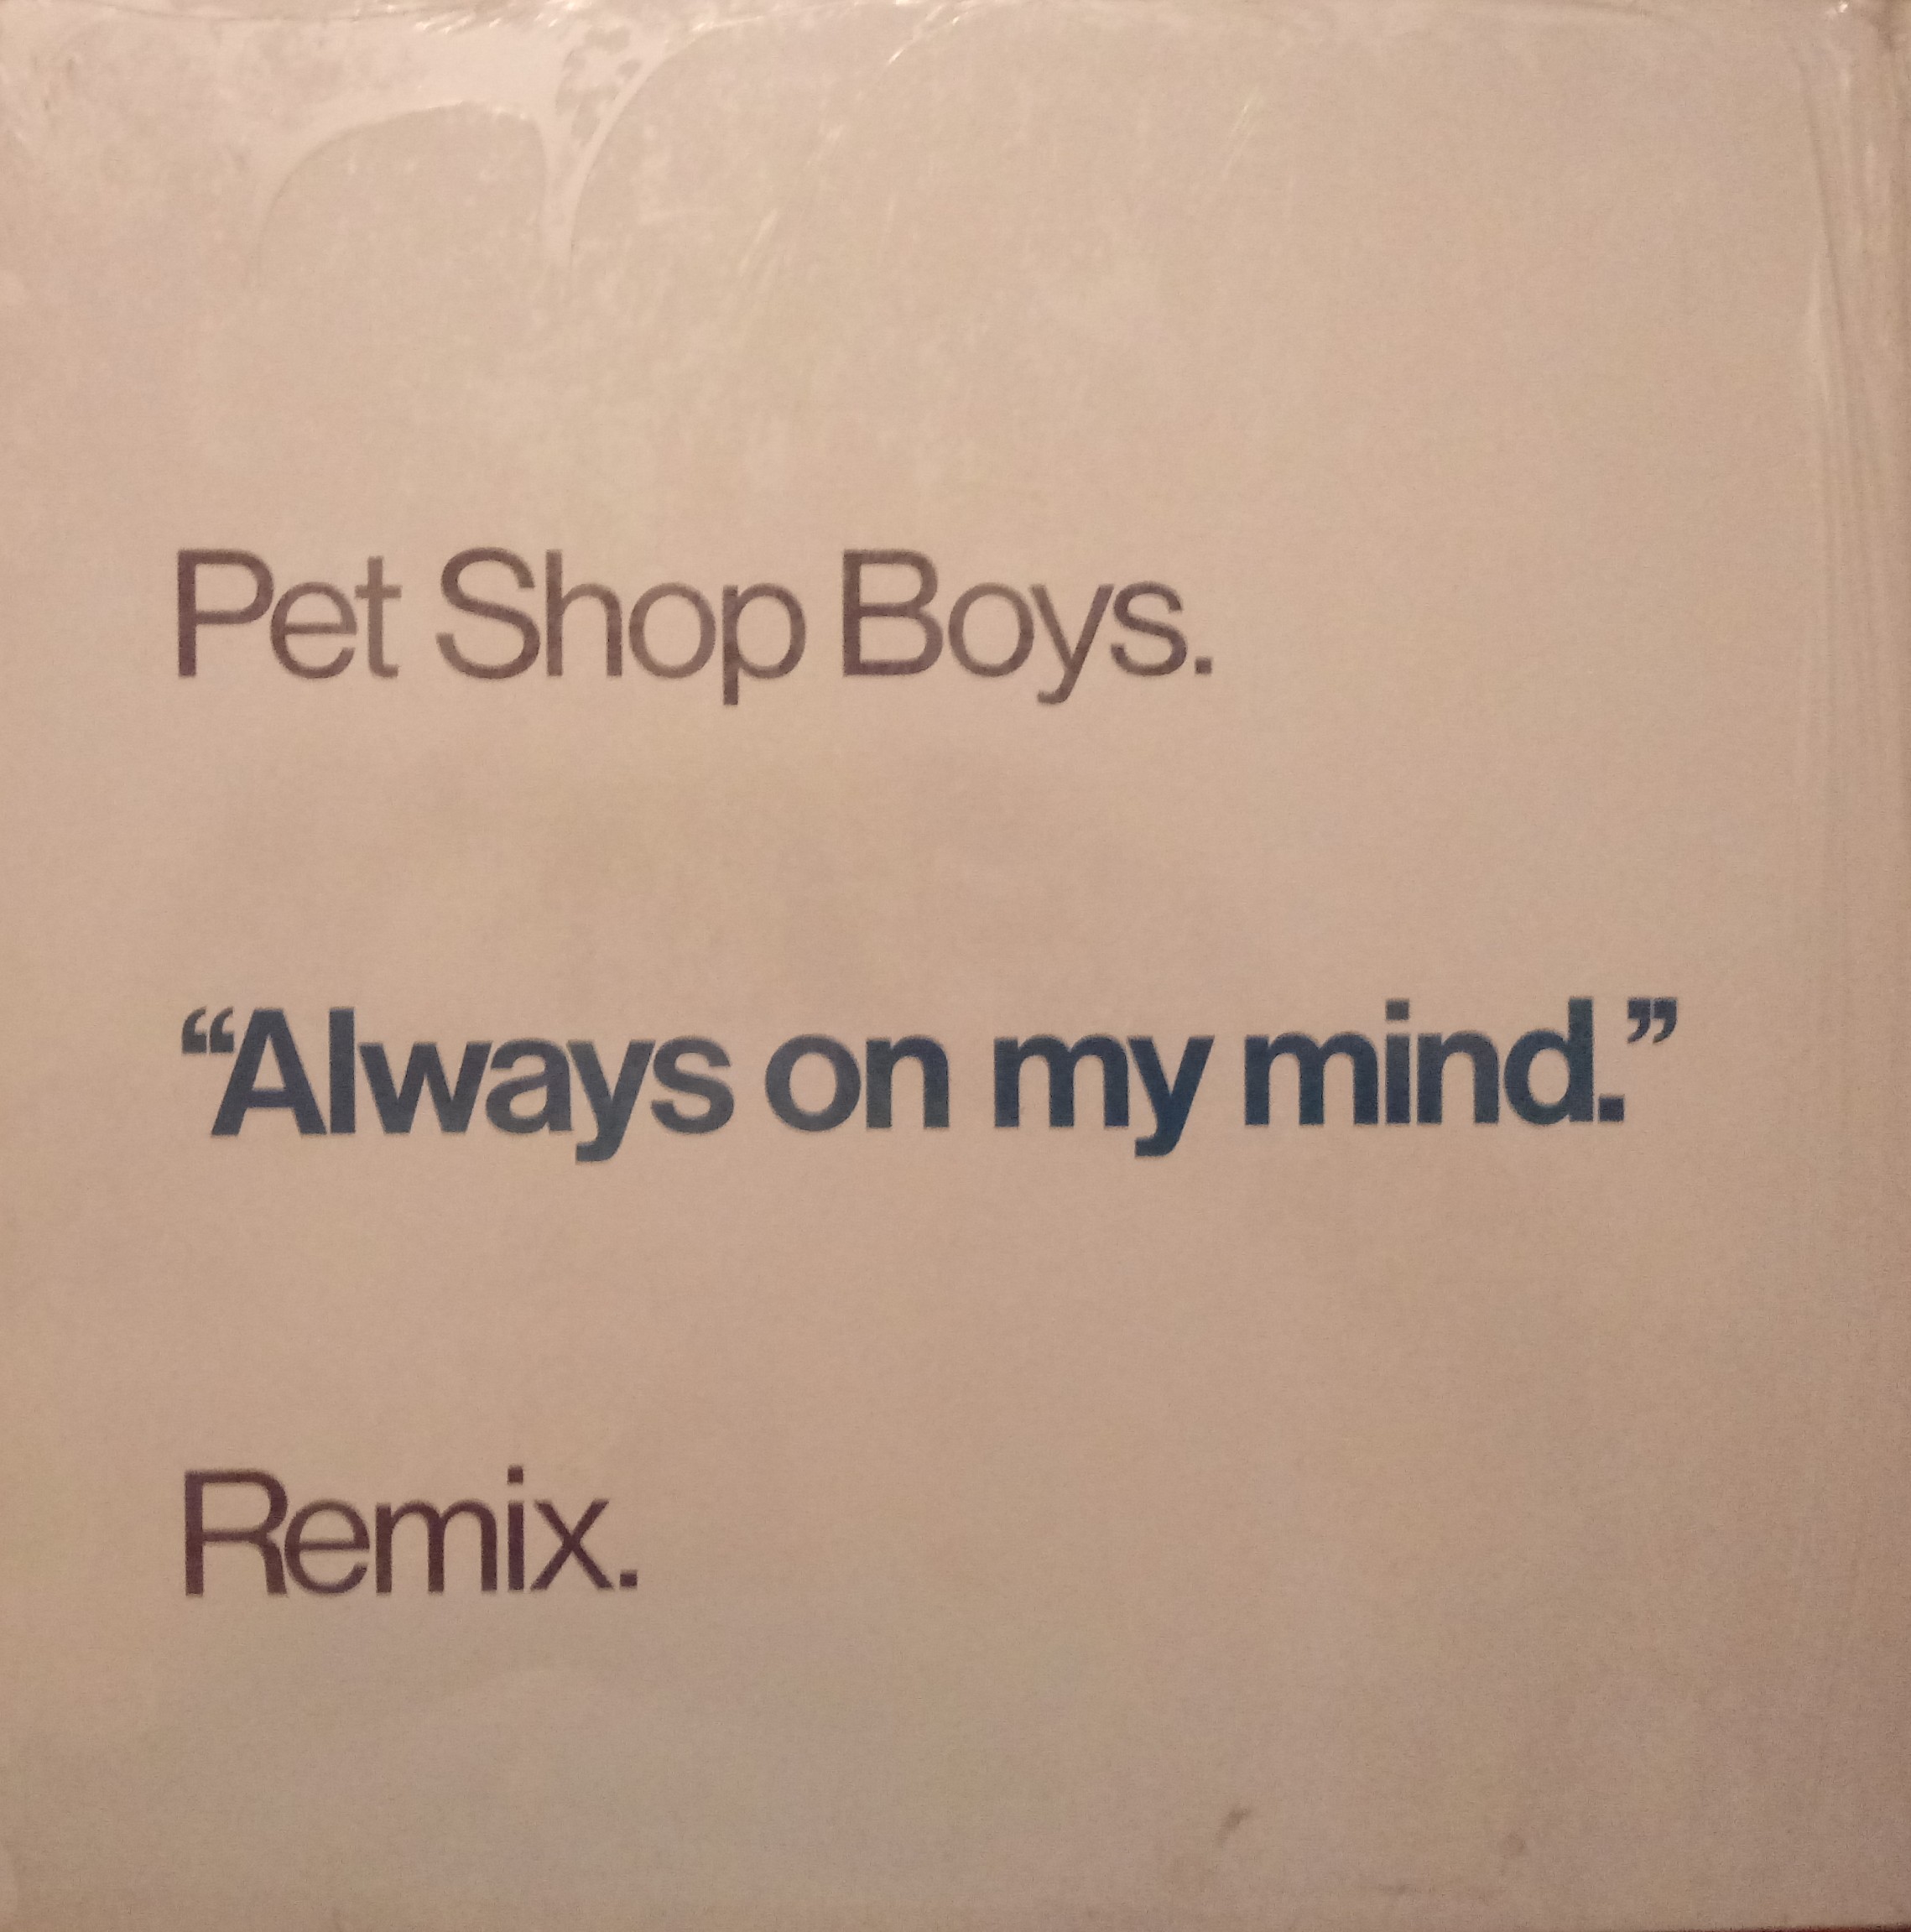 Pet Shop Boys.
“Always on my mind.”
Remix.